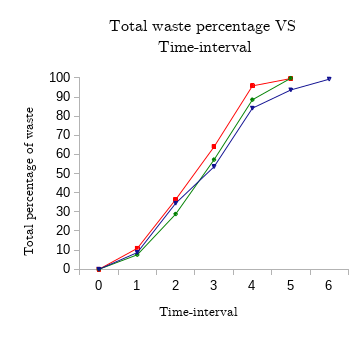 Total waste percentage VS
Time-interval
Total percentage of waste
100
90
80
70
60
50
40
30
20
10
0
0 1 2 3 4 5 6
Time-interval